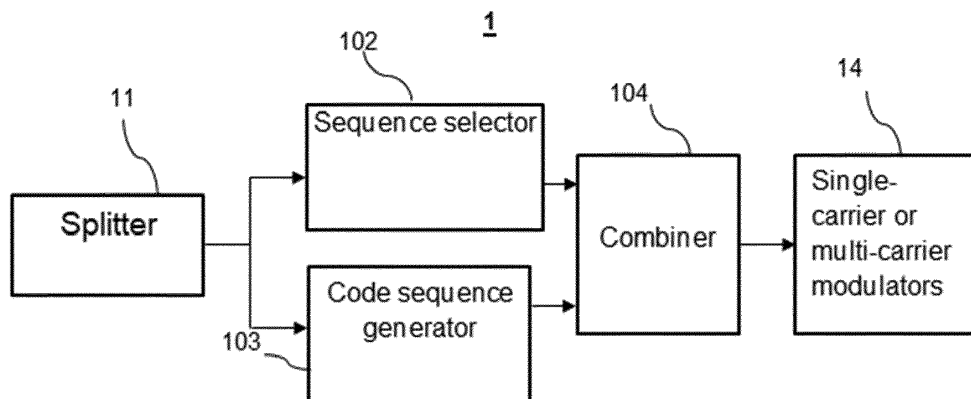 1
102
11
104
14
Sequence selector
Splitter
Combiner
Single-
carrier or
multi-carrier
modulators
Code sequence
generator
103